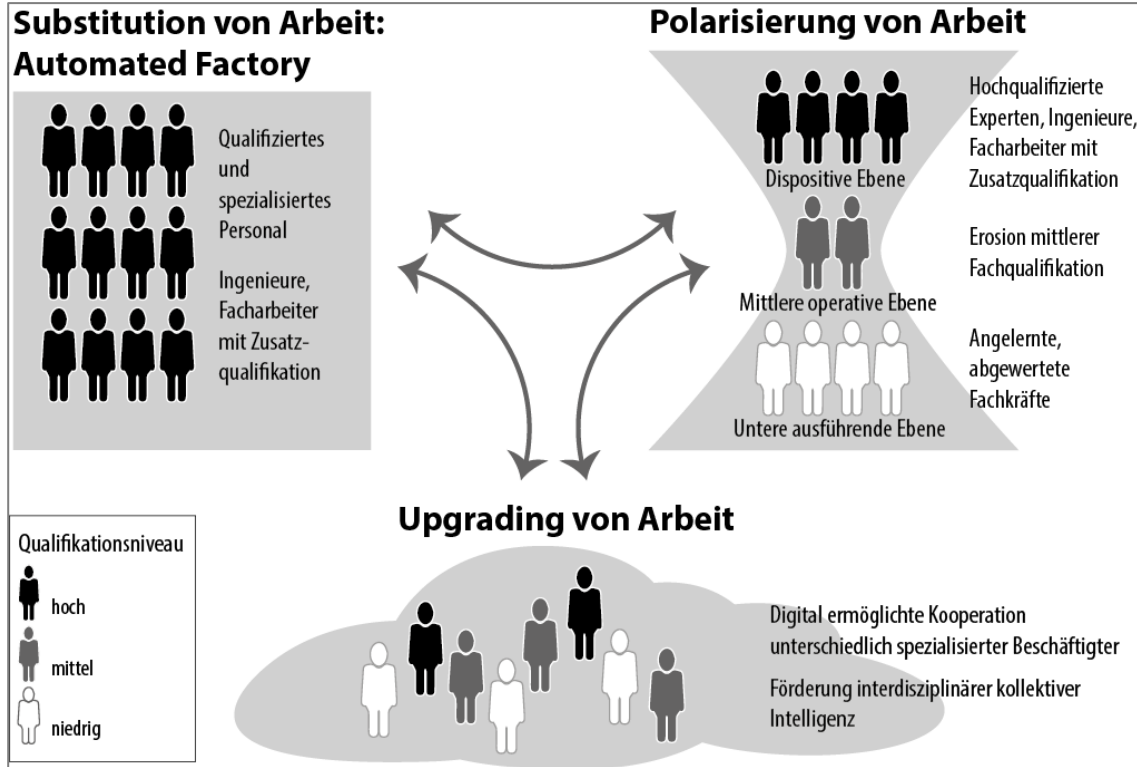 Substitution von Arbeit:
Automated Factory
Qualifiziertes
und
spezialisiertes
Personal
Ingenieure,
Facharbeiter
mit Zusatz-
qualifikation
Polarisierung von Arbeit
Hochqualifizierte
Experten, Ingenieure,
Facharbeiter mit
Zusatzqualifikation
Dispositive Ebene
Erosion mittlerer
Fachqualifikation
Mittlere operative Ebene
Angelernte,
abgewertete
Fachkräfte
Untere ausführende Ebene
Upgrading von Arbeit
Digital ermöglichte Kooperation
unterschiedlich spezialisierter Beschäftigter
Förderung interdisziplinärer kollektiver
Intelligenz
Qualifikationsniveau
hoch
mittel
niedrig